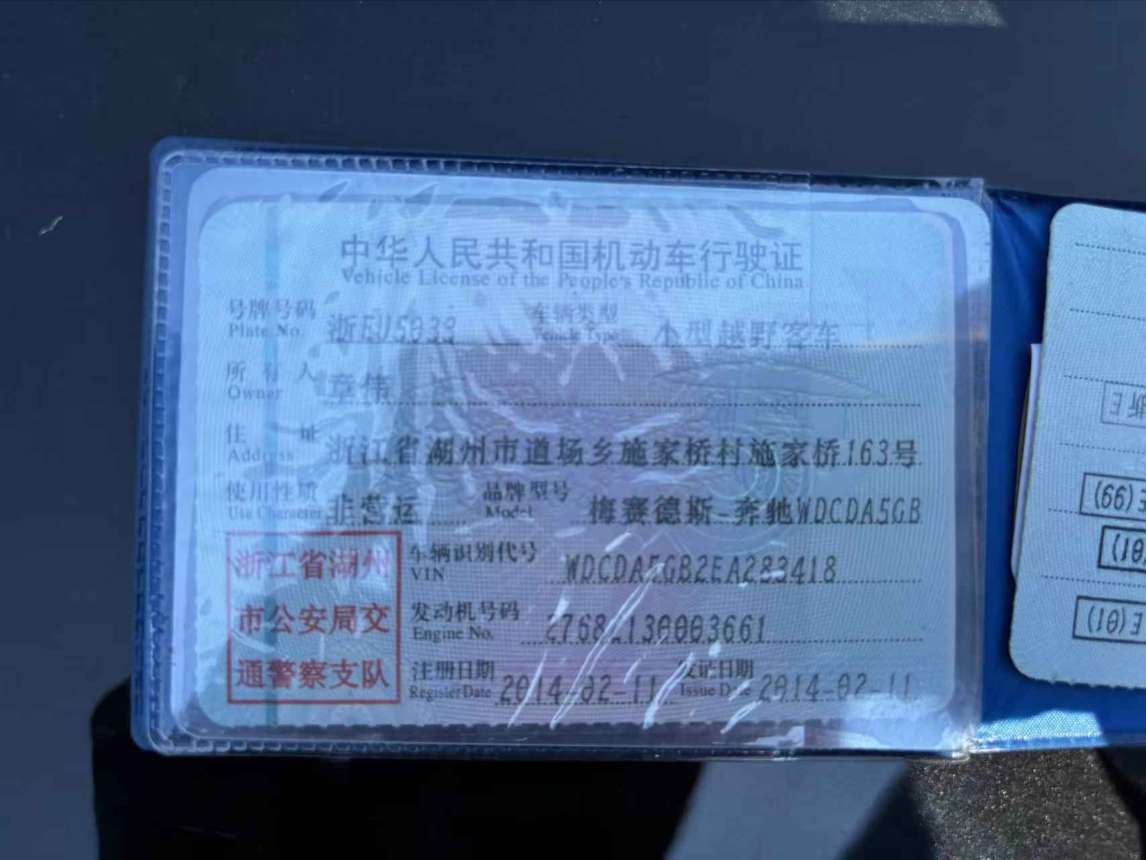 中华人民共和国机动车行驶证
Vehicle License of the People's Republic of China
号牌号码 浙EU5039 车辆类型 小型越野客车
Plate No.
所有人 章伟
Owner
住址 浙江省湖州市道场乡施家桥村施家桥163号
Address
使用性质 非营运 品牌型号 梅赛德斯-奔驰WDCDA5GB
Use Character Model
浙江省湖州 车辆识别代号 WDCDA5GB2EA283418
VIN
市公安局交 发动机号码
Engine No.
通警察支队 注册日期 2014-02-11 发证日期 2014-02-11
Register Date Issue Date